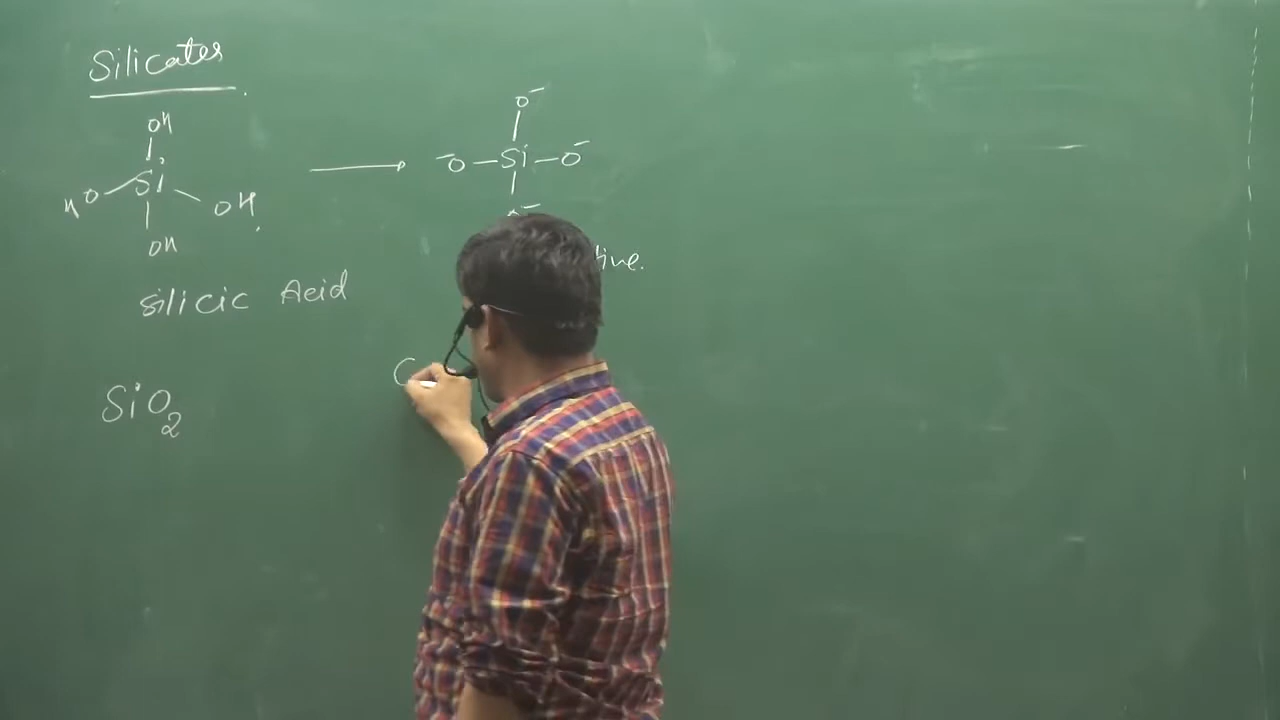 Silicates
OH
Si
HO
OH
OH
silicic Acid
SiO2
O-
-O-Si-O-
C